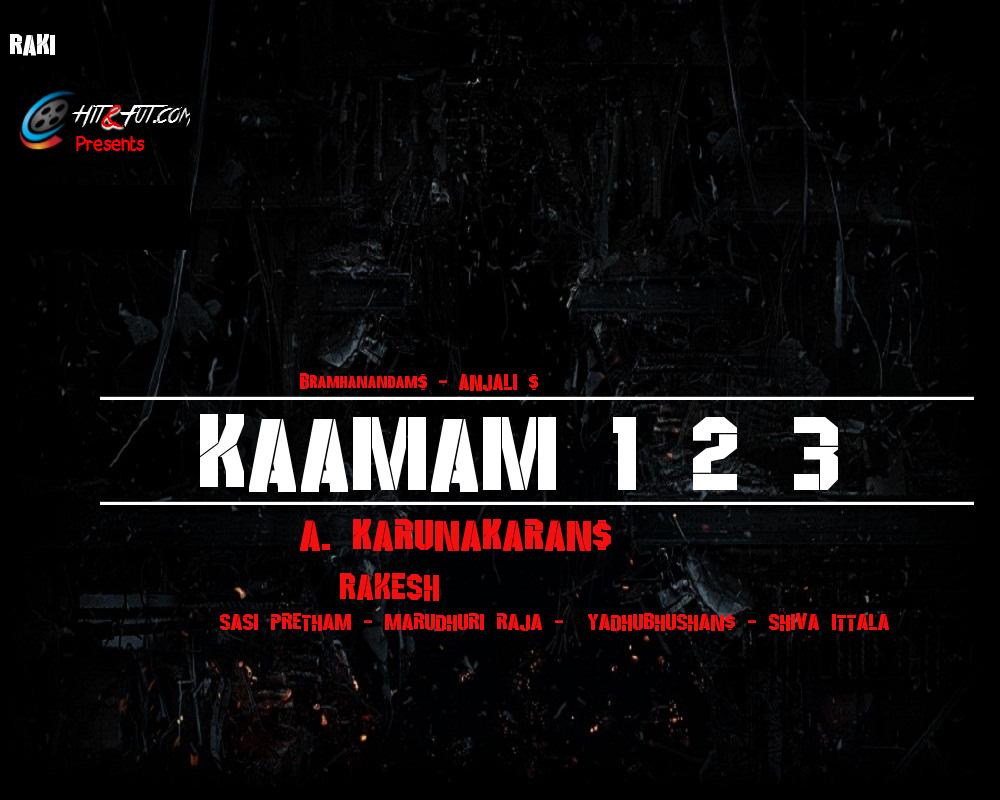 RAKI
HIT&FUT.COM
Presents
BRAMHANANDAM$ - ANJALI $
KAAMAM 1 2 3
A. KARUNAKARAN$
RAKESH
SASI PRETHAM - MARUDHURI RAJA - YADHUBHUSHAN$ - SHIVA ITTALA